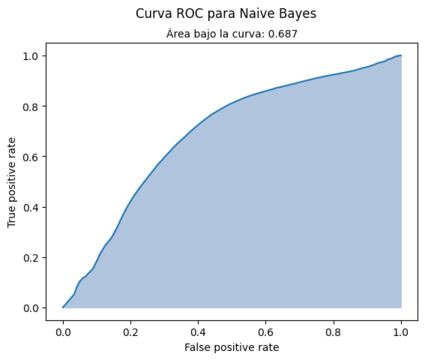 Curva ROC para Naive Bayes
Área bajo la curva: 0.687
1.0
0.8
0.6
0.4
0.2
0.0
True positive rate
0.0 0.2 0.4 0.6 0.8 1.0
False positive rate